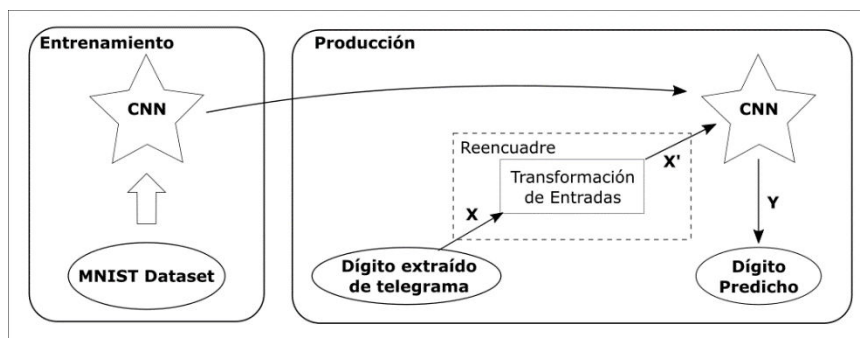 Entrenamiento
CNN
MNIST Dataset
Producción
CNN
Reencuadre
Transformación
de Entradas
X'
X
Y
Dígito extraído
de telegrama
Dígito
Predicho